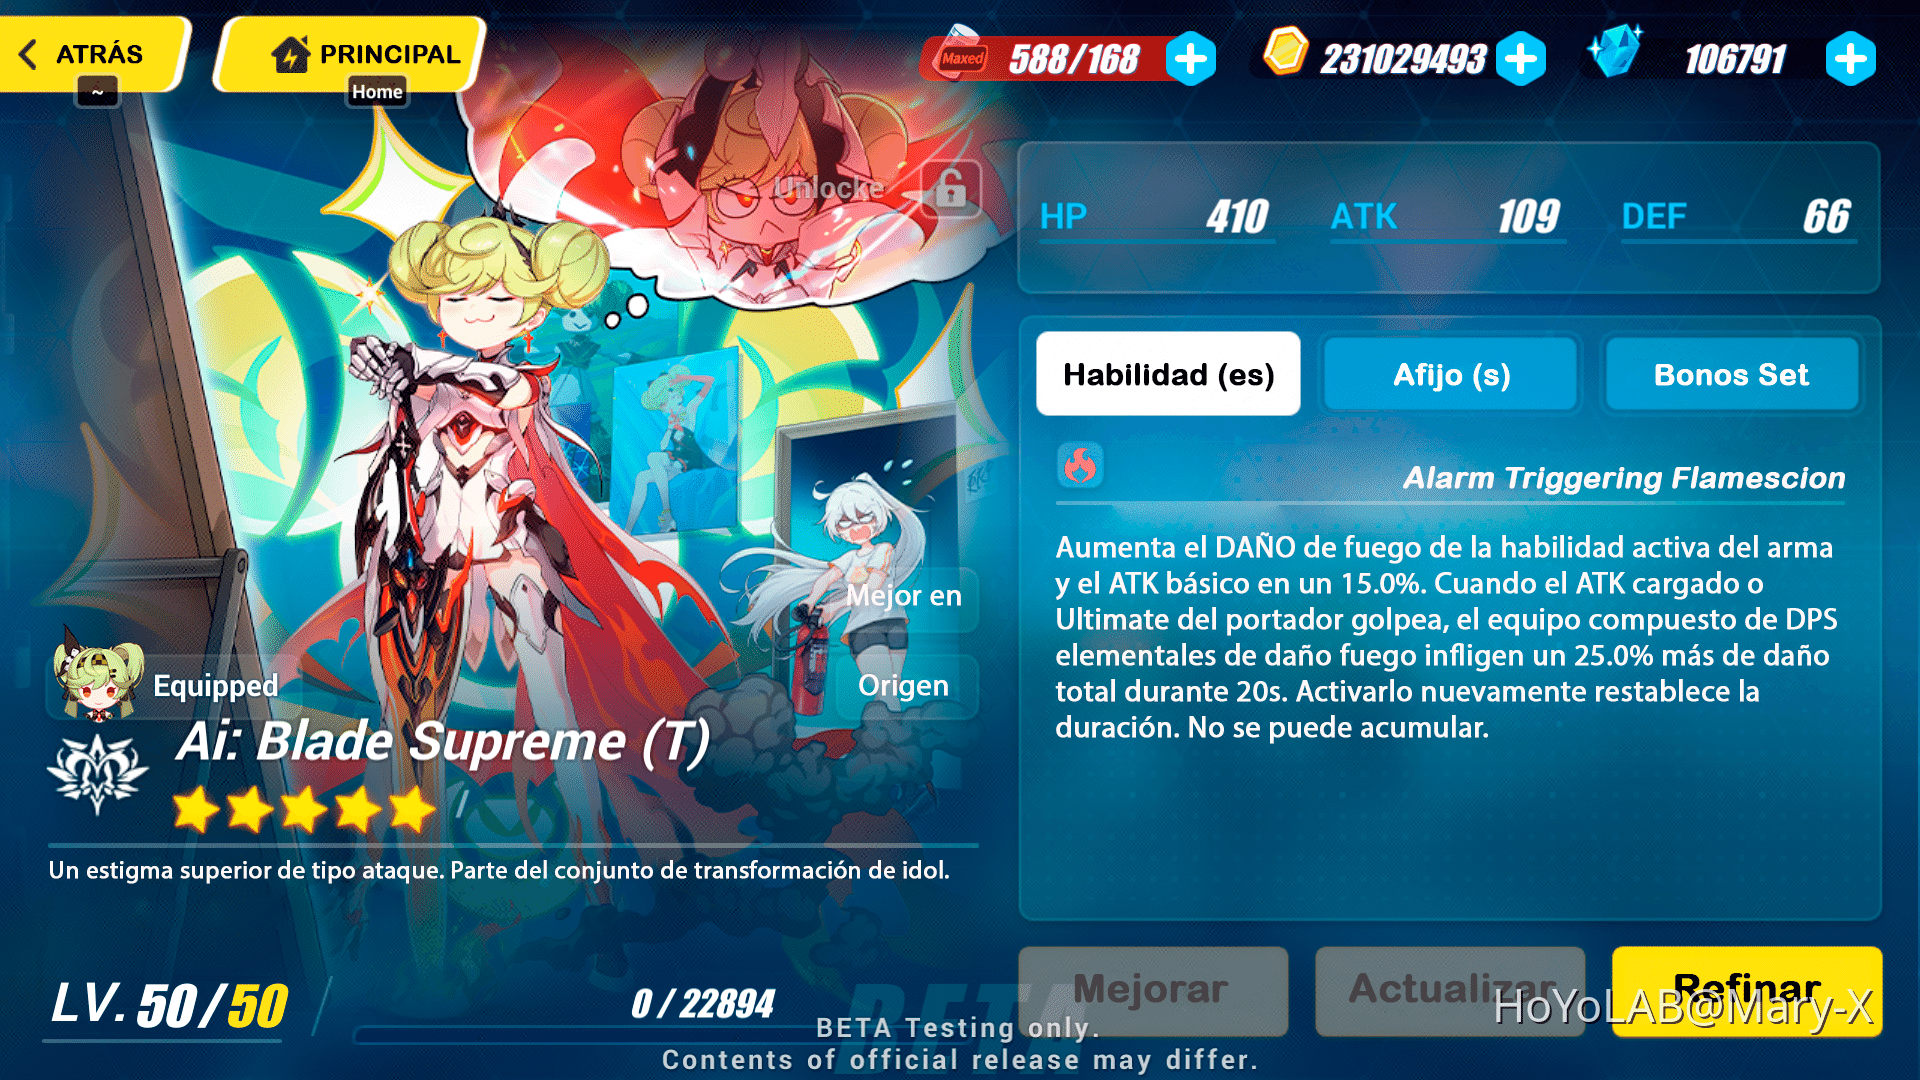 ATRÁS
PRINCIPAL
~
Home
Maxed
588/168
231029493
106791
Unlocke
HP
410
ATK
109
DEF
66
Habilidad (es)
Afijo (s)
Bonos Set
Alarm Triggering Flamescion
Aumenta el DAÑO de fuego de la habilidad activa del arma
y el ATK básico en un 15.0%. Cuando el ATK cargado o
Ultimate del portador golpea, el equipo compuesto de DPS
elementales de daño fuego infligen un 25.0% más de daño
total durante 20s. Activarlo nuevamente restablece la
duración. No se puede acumular.
Mejor en
Origen
Equipped
Ai: Blade Supreme (T)
Un estigma superior de tipo ataque. Parte del conjunto de transformación de idol.
LV. 50/50
0 / 22894
Mejorar
Actualizar
Refinar
HoYoLAB@Mary-X
BETA
BETA Testing only.
Contents of official release may differ.